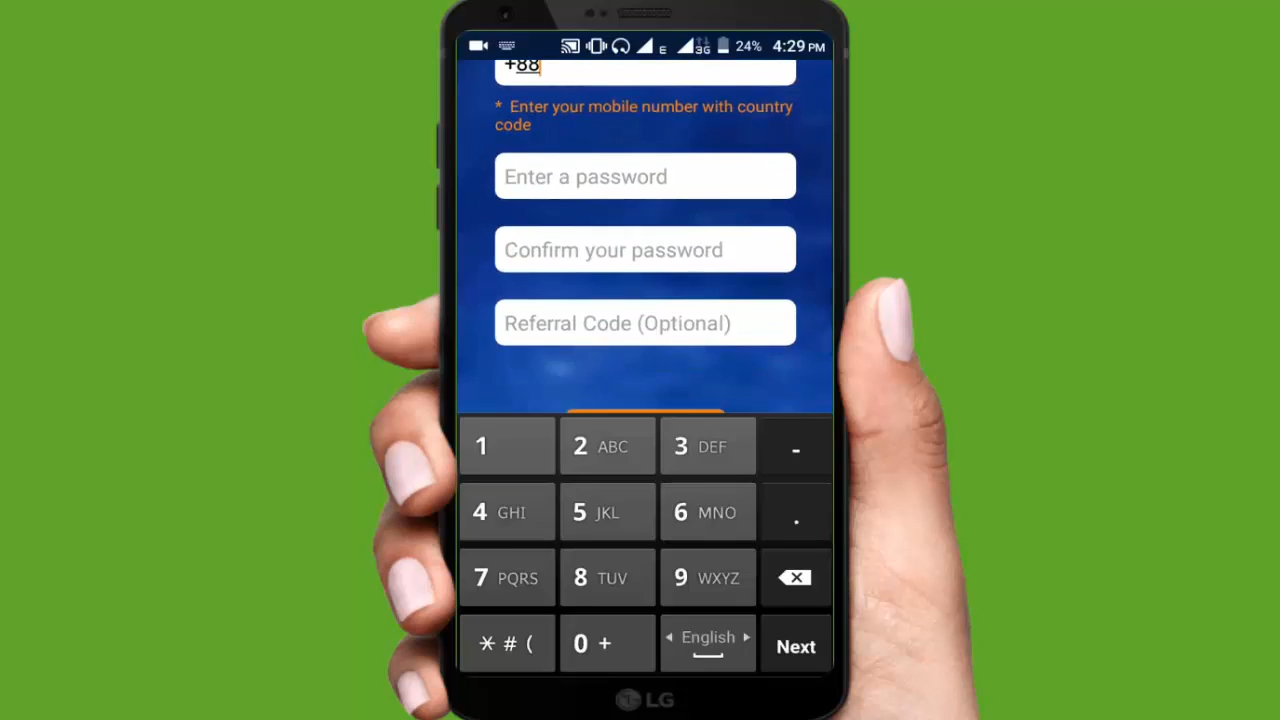 E 3G 24% 4:29 PM
+88
* Enter your mobile number with country
code
Enter a password
Confirm your password
Referral Code (Optional)
1 2 ABC 3 DEF -
4 GHI 5 JKL 6 MNO .
7 PQRS 8 TUV 9 WXYZ
* # ( 0 + English Next
LG